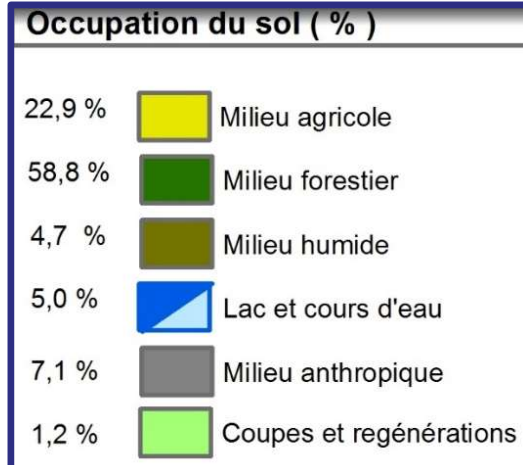 Occupation du sol ( % )
22,9 % Milieu agricole
58,8 % Milieu forestier
4,7 % Milieu humide
5,0 % Lac et cours d'eau
7,1 % Milieu anthropique
1,2 % Coupes et regénérations